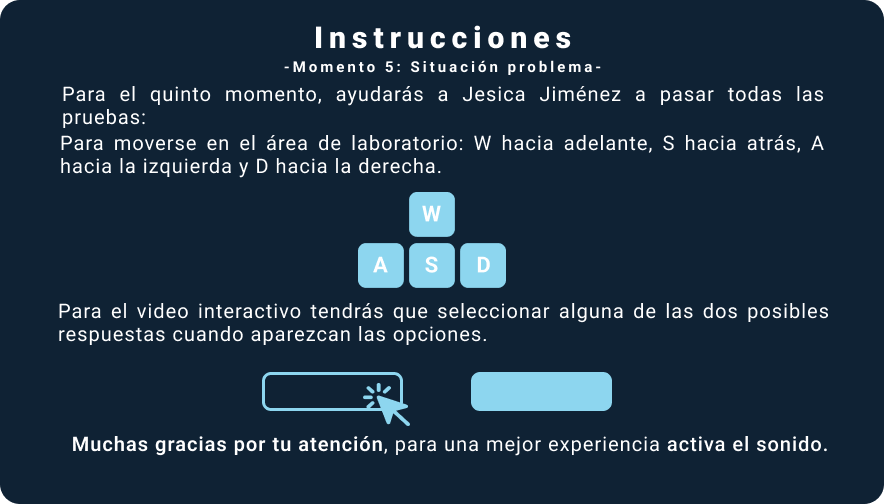 Instrucciones
-Momento 5: Situación problema-
Para el quinto momento, ayudarás a Jesica Jiménez a pasar todas las
pruebas:
Para moverse en el área de laboratorio: W hacia adelante, S hacia atrás, A
hacia la izquierda y D hacia la derecha.
W
A S D
Para el video interactivo tendrás que seleccionar alguna de las dos posibles
respuestas cuando aparezcan las opciones.
Muchas gracias por tu atención, para una mejor experiencia activa el sonido.